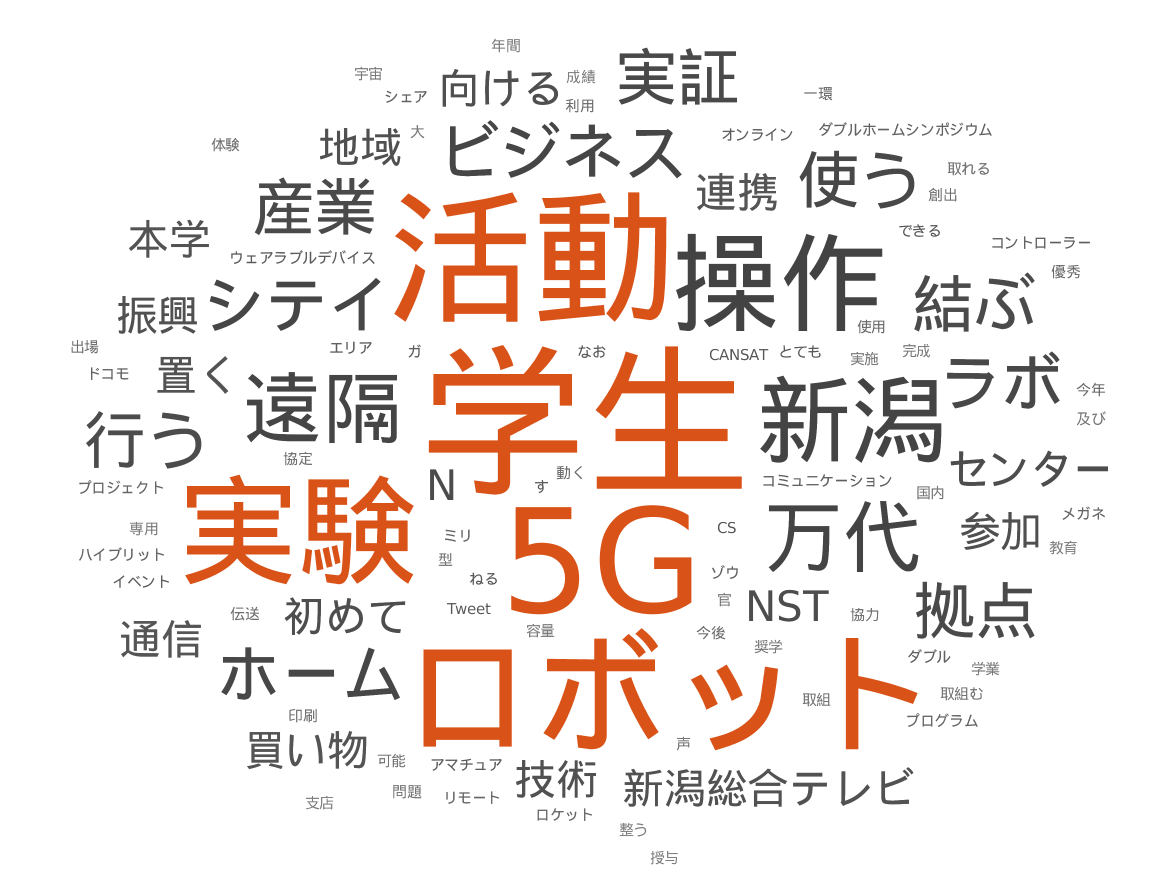 年間
宇宙
シェア
向ける
成績
利用
実証
一環
体験
地域
大
ビジネス
オンライン
ダブルホームシンポジウム
産業
連携
使う
取れる
創出
本学
活動
操作
できる
コントローラー
ウェアラブルデバイス
優秀
振興
シテイ
結ぶ
使用
出場
エリア
ガ
なお
CANSAT
とても
実施
完成
ドコモ
置く
遠隔
学生
新潟
ラボ
今年
及び
行う
協定
N
す
動く
コミュニケーション
センター
プロジェクト
国内
実験
5G
CS
万代
参加
メガネ
専用
ミリ
教育
ハイブリット
型
イベント
ねる
ゾウ
伝送
初めて
Tweet
官
NST
協力
拠点
通信
容量
今後
ホーム
ロボット
奨学
ダブル
学業
取組
取組む
印刷
プログラム
買い物
可能
アマチュア
声
問題
リモート
技術
新潟総合テレビ
支店
ロケット
整う
授与